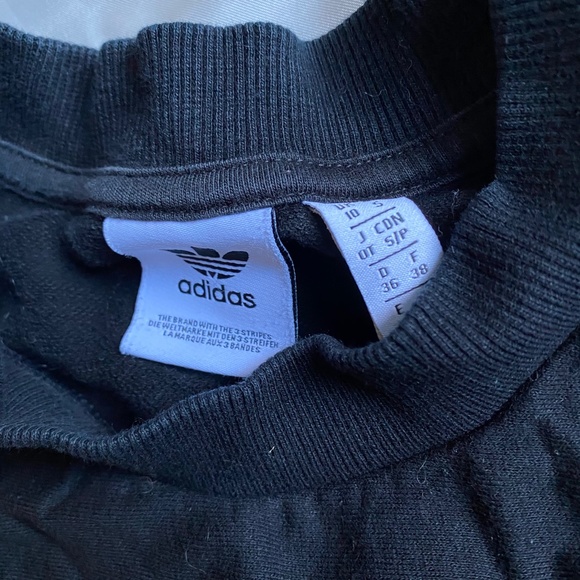 adidas
THE BRAND WITH THE 3 STRIPES
DIE WELTMARKE MIT DEN 3 STREIFEN
LA MARQUE AUX 3 BANDES
10 S
J CDN
OT S/P
D F
36 38
E